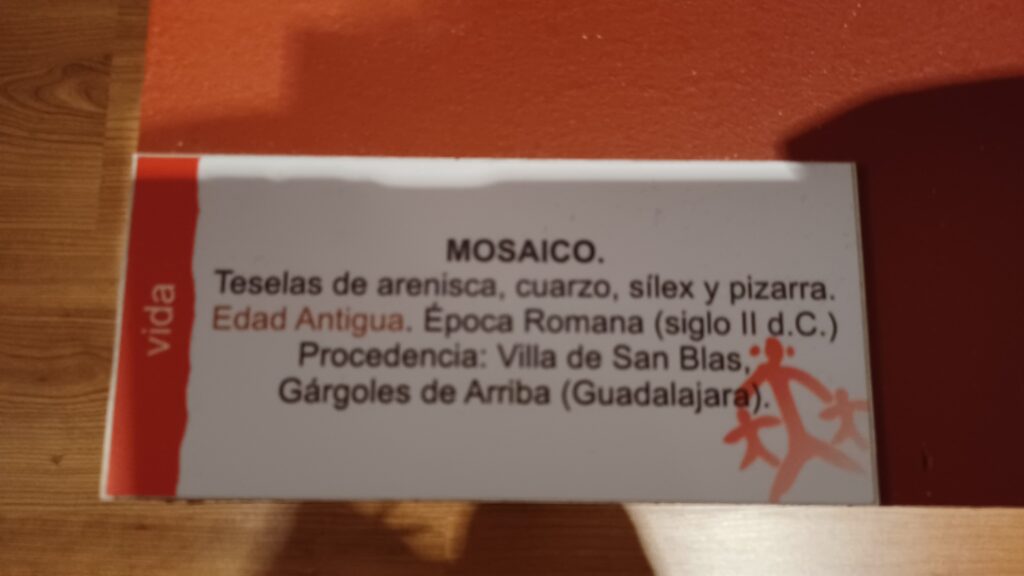 vida
MOSAICO.
Teselas de arenisca, cuarzo, sílex y pizarra.
Edad Antigua. Época Romana (siglo II d.C.)
Procedencia: Villa de San Blas,
Gárgoles de Arriba (Guadalajara).